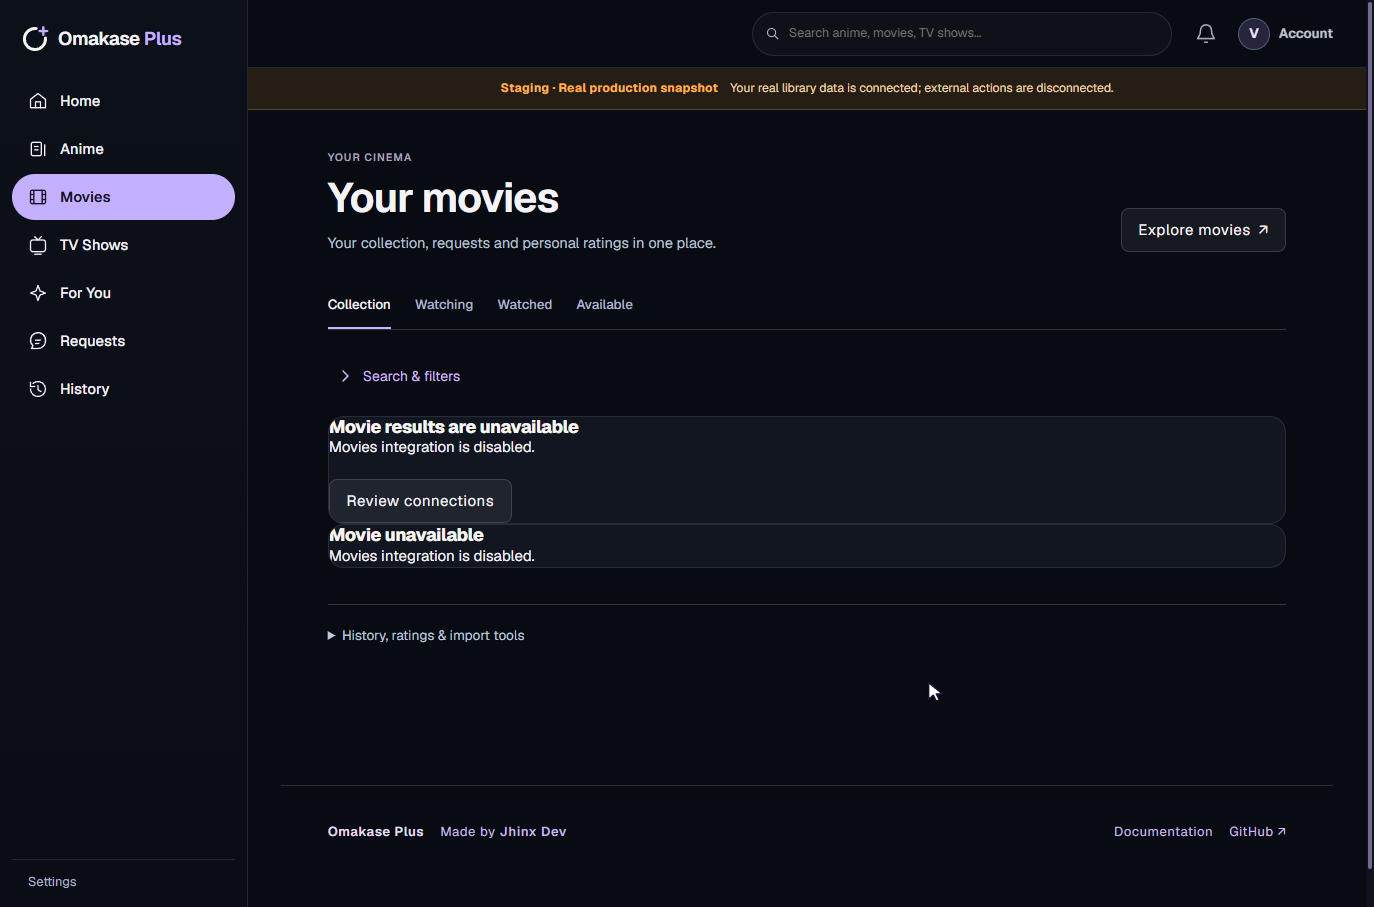 Omakase Plus
Search anime, movies, TV shows...
V
Account
Home
Anime
Movies
TV Shows
For You
Requests
History
Settings
Staging · Real production snapshot Your real library data is connected; external actions are disconnected.
YOUR CINEMA
Your movies
Your collection, requests and personal ratings in one place.
Explore movies ↗
Collection Watching Watched Available
Search & filters
Movie results are unavailable
Movies integration is disabled.
Review connections
Movie unavailable
Movies integration is disabled.
History, ratings & import tools
Omakase Plus Made by Jhinx Dev
Documentation GitHub ↗